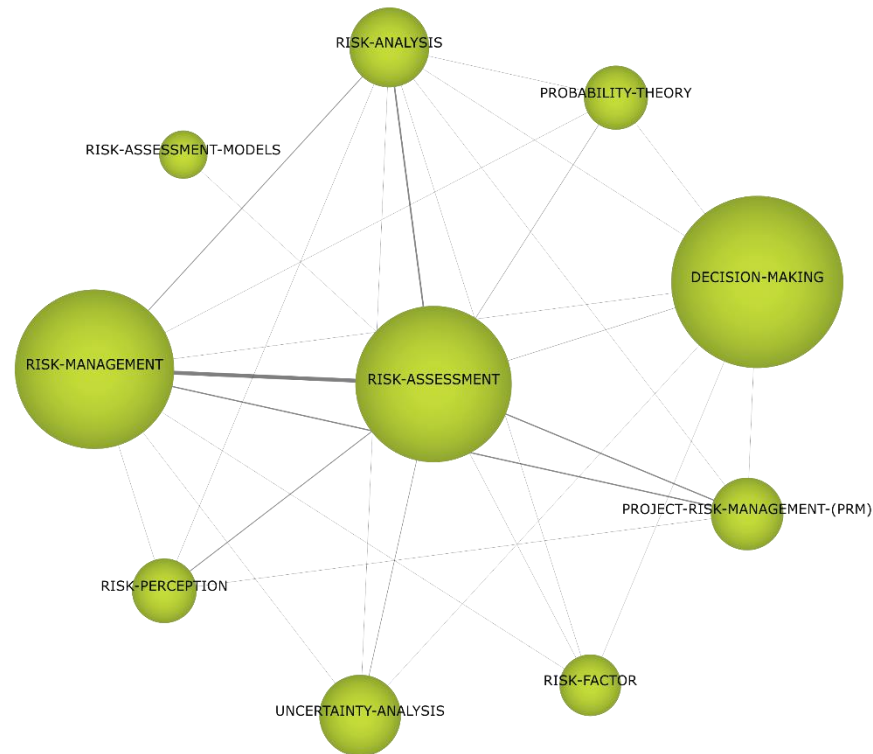 RISK-ANALYSIS
PROBABILITY-THEORY
RISK-ASSESSMENT-MODELS
DECISION-MAKING
RISK-MANAGEMENT
RISK-ASSESSMENT
PROJECT-RISK-MANAGEMENT-(PRM)
RISK-PERCEPTION
RISK-FACTOR
UNCERTAINTY-ANALYSIS